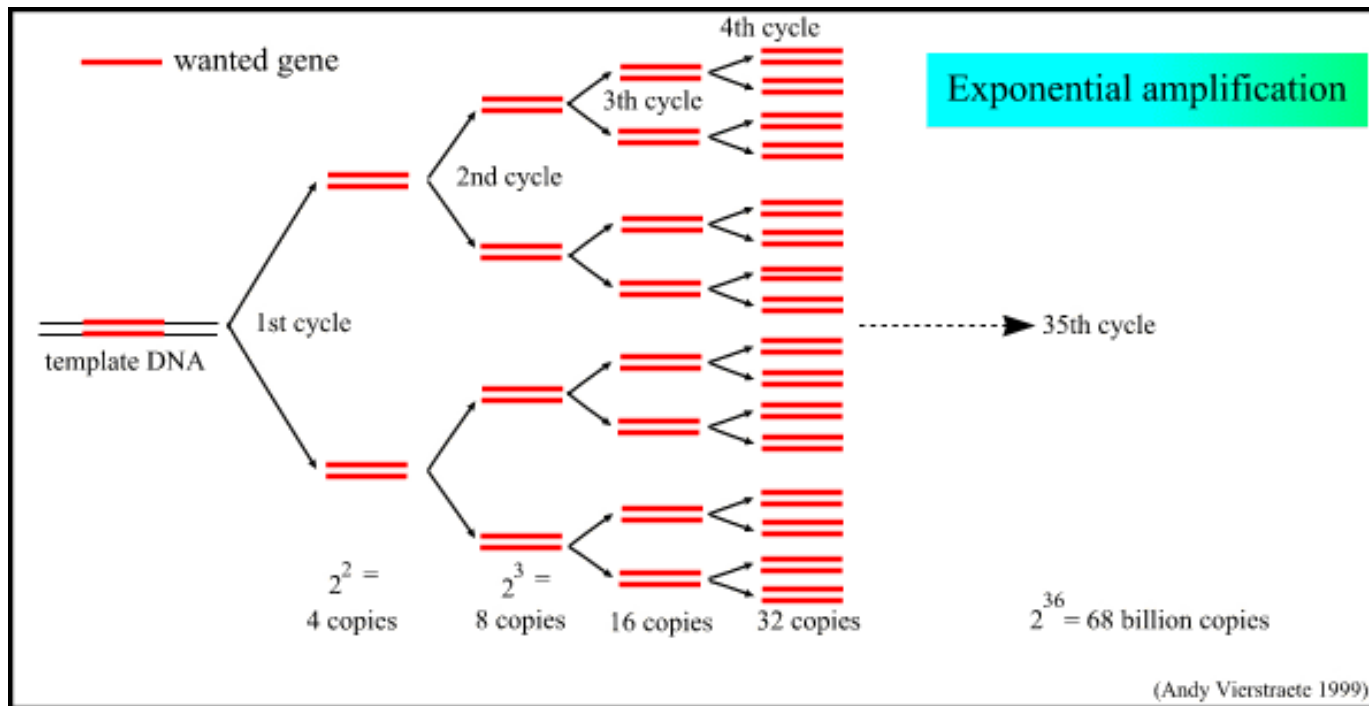 4th cycle
wanted gene
Exponential amplification
3th cycle
2nd cycle
1st cycle
35th cycle
template DNA
2^2 =
4 copies
2^3 =
8 copies
16 copies
32 copies
2^36 = 68 billion copies
(Andy Vierstraete 1999)